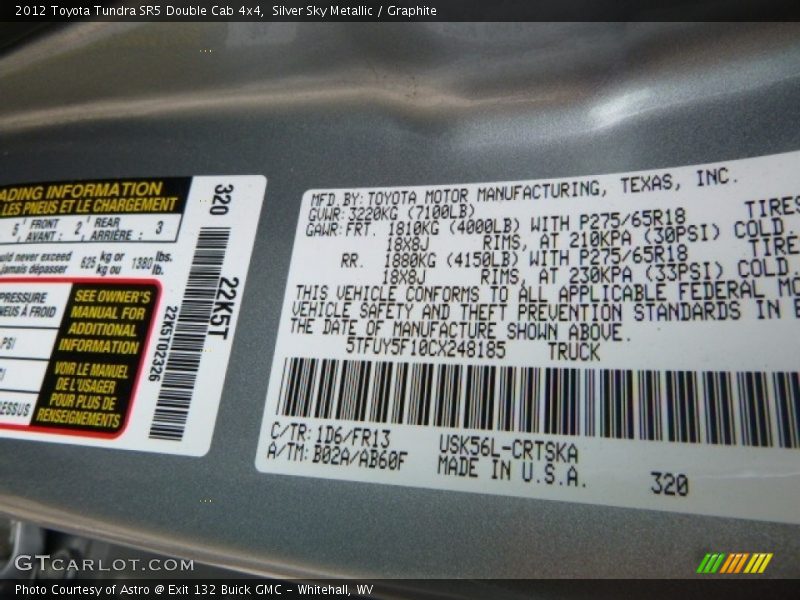 2012 Toyota Tundra SR5 Double Cab 4x4, Silver Sky Metallic / Graphite
ADING INFORMATION
LES PNEUS ET LE CHARGEMENT
5, FRONT AVANT: 2, REAR ARRIÈRE: 3
uld never exceed 625 kg or 1380 lbs.
jamais dépasser kg ou lb.
PRESSURE
NEUS À FROID
PSI
SEE OWNER'S
MANUAL FOR
ADDITIONAL
INFORMATION
VOIR LE MANUEL
DE L'USAGER
POUR PLUS DE
RENSEIGNEMENTS
320
22K5T
22K5T02326
MFD. BY: TOYOTA MOTOR MANUFACTURING, TEXAS, INC.
GVWR: 3220KG (7100LB)
GAWR: FRT. 1810KG (4000LB) WITH P275/65R18 TIRES
18X8J RIMS, AT 210KPA (30PSI) COLD.
RR. 1880KG (4150LB) WITH P275/65R18 TIRE
18X8J RIMS, AT 230KPA (33PSI) COLD.
THIS VEHICLE CONFORMS TO ALL APPLICABLE FEDERAL MO
VEHICLE SAFETY AND THEFT PREVENTION STANDARDS IN E
THE DATE OF MANUFACTURE SHOWN ABOVE.
5TFUY5F10CX248185 TRUCK
C/TR: 1D6/FR13 USK56L-CRTSKA
A/TM: B02A/AB60F MADE IN U.S.A.
320
GTCARLOT.COM
Photo Courtesy of Astro @ Exit 132 Buick GMC - Whitehall, WV